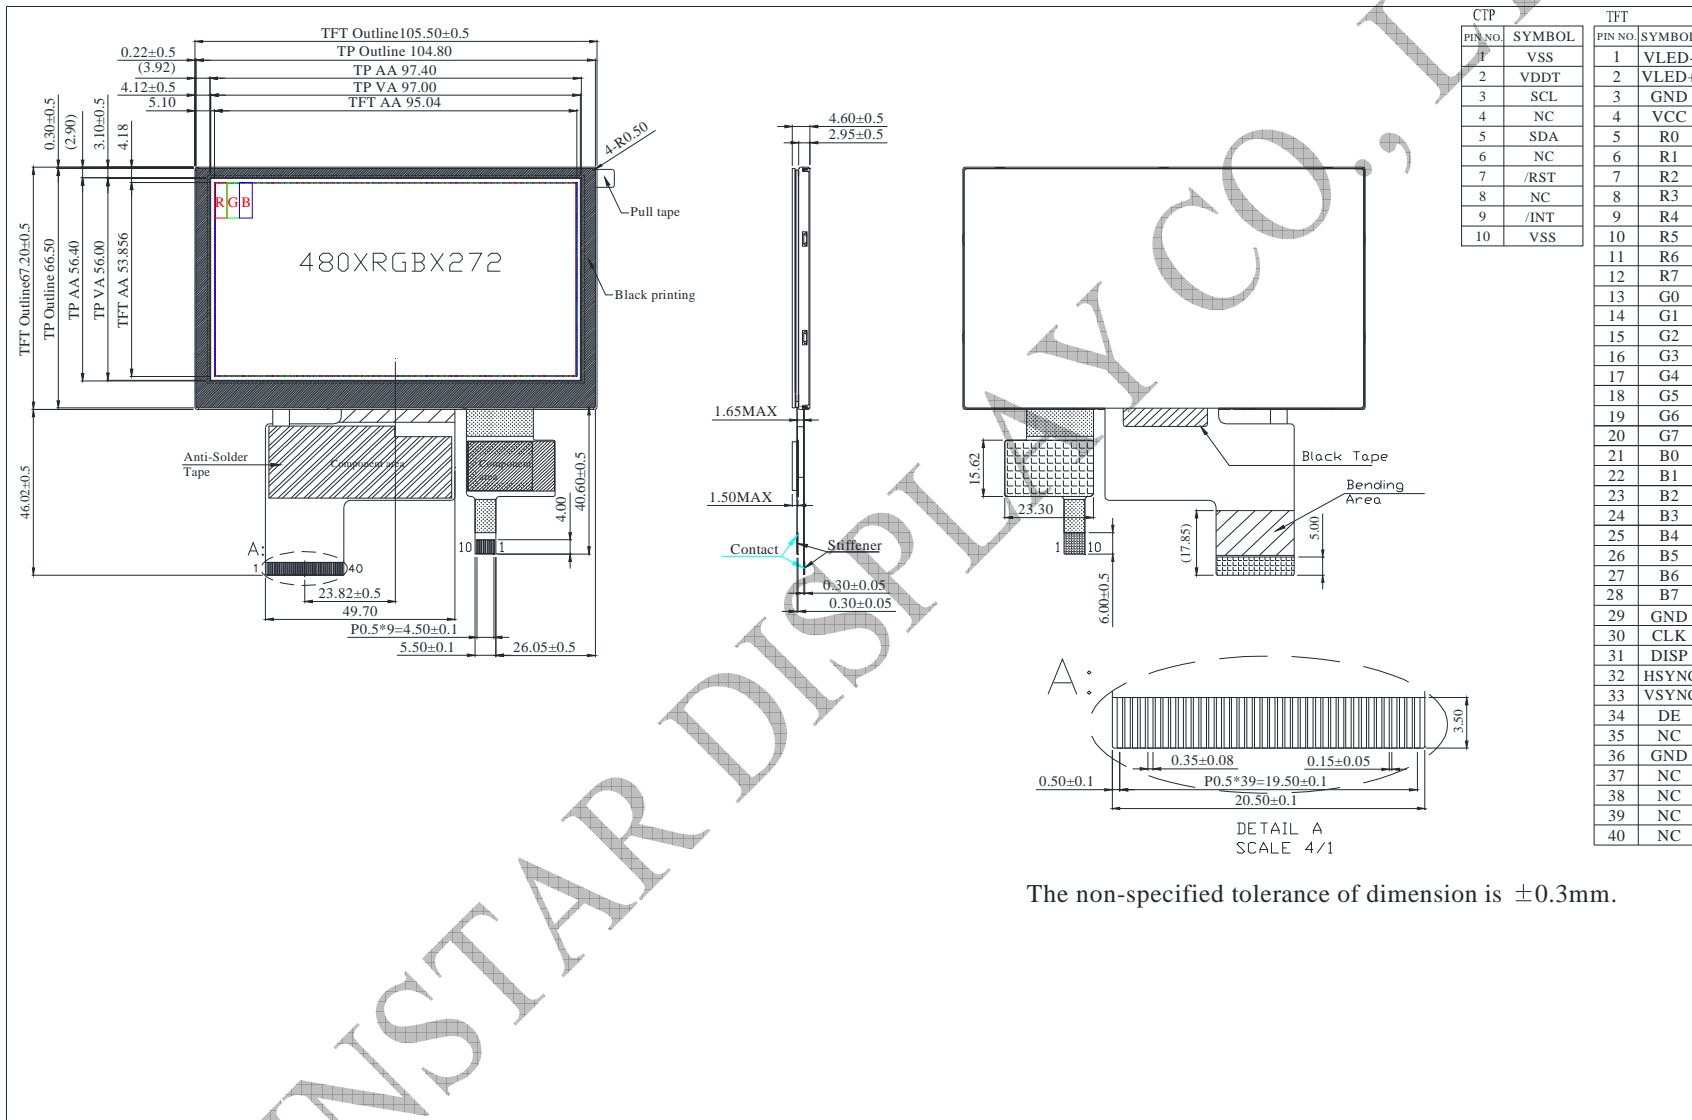 TFT Outline105.50±0.5
TP Outline 104.80
TP AA 97.40
TP VA 97.00
TFT AA 95.04
0.22±0.5
(3.92)
4.12±0.5
5.10
0.30±0.5
(2.90)
3.10±0.5
4.18
4-R0.50
Pull tape
R G B
480XRGBX272
Black printing
TFT Outline67.20±0.5
TP Outline 66.50
TP AA 56.40
TP VA 56.00
TFT AA 53.856
46.02±0.5
Anti-Solder
Tape
Component area
Component
area
A:
1 40
10 1
4.00
40.60±0.5
23.82±0.5
49.70
P0.5*9=4.50±0.1
5.50±0.1
26.05±0.5
4.60±0.5
2.95±0.5
1.65MAX
1.50MAX
Contact
Stiffener
0.30±0.05
0.30±0.05
15.62
23.30
1 10
6.00±0.5
Black Tape
Bending
Area
(17.85)
5.00
A:
3.50
0.35±0.08
0.15±0.05
0.50±0.1
P0.5*39=19.50±0.1
20.50±0.1
DETAIL A
SCALE 4/1
The non-specified tolerance of dimension is ±0.3mm.
CTP
PIN NO. SYMBOL
1 VSS
2 VDDT
3 SCL
4 NC
5 SDA
6 NC
7 /RST
8 NC
9 /INT
10 VSS
TFT
PIN NO. SYMBOL
1 VLED-
2 VLED+
3 GND
4 VCC
5 R0
6 R1
7 R2
8 R3
9 R4
10 R5
11 R6
12 R7
13 G0
14 G1
15 G2
16 G3
17 G4
18 G5
19 G6
20 G7
21 B0
22 B1
23 B2
24 B3
25 B4
26 B5
27 B6
28 B7
29 GND
30 CLK
31 DISP
32 HSYNC
33 VSYNC
34 DE
35 NC
36 GND
37 NC
38 NC
39 NC
40 NC
NSTAR DISPLAY CO., L